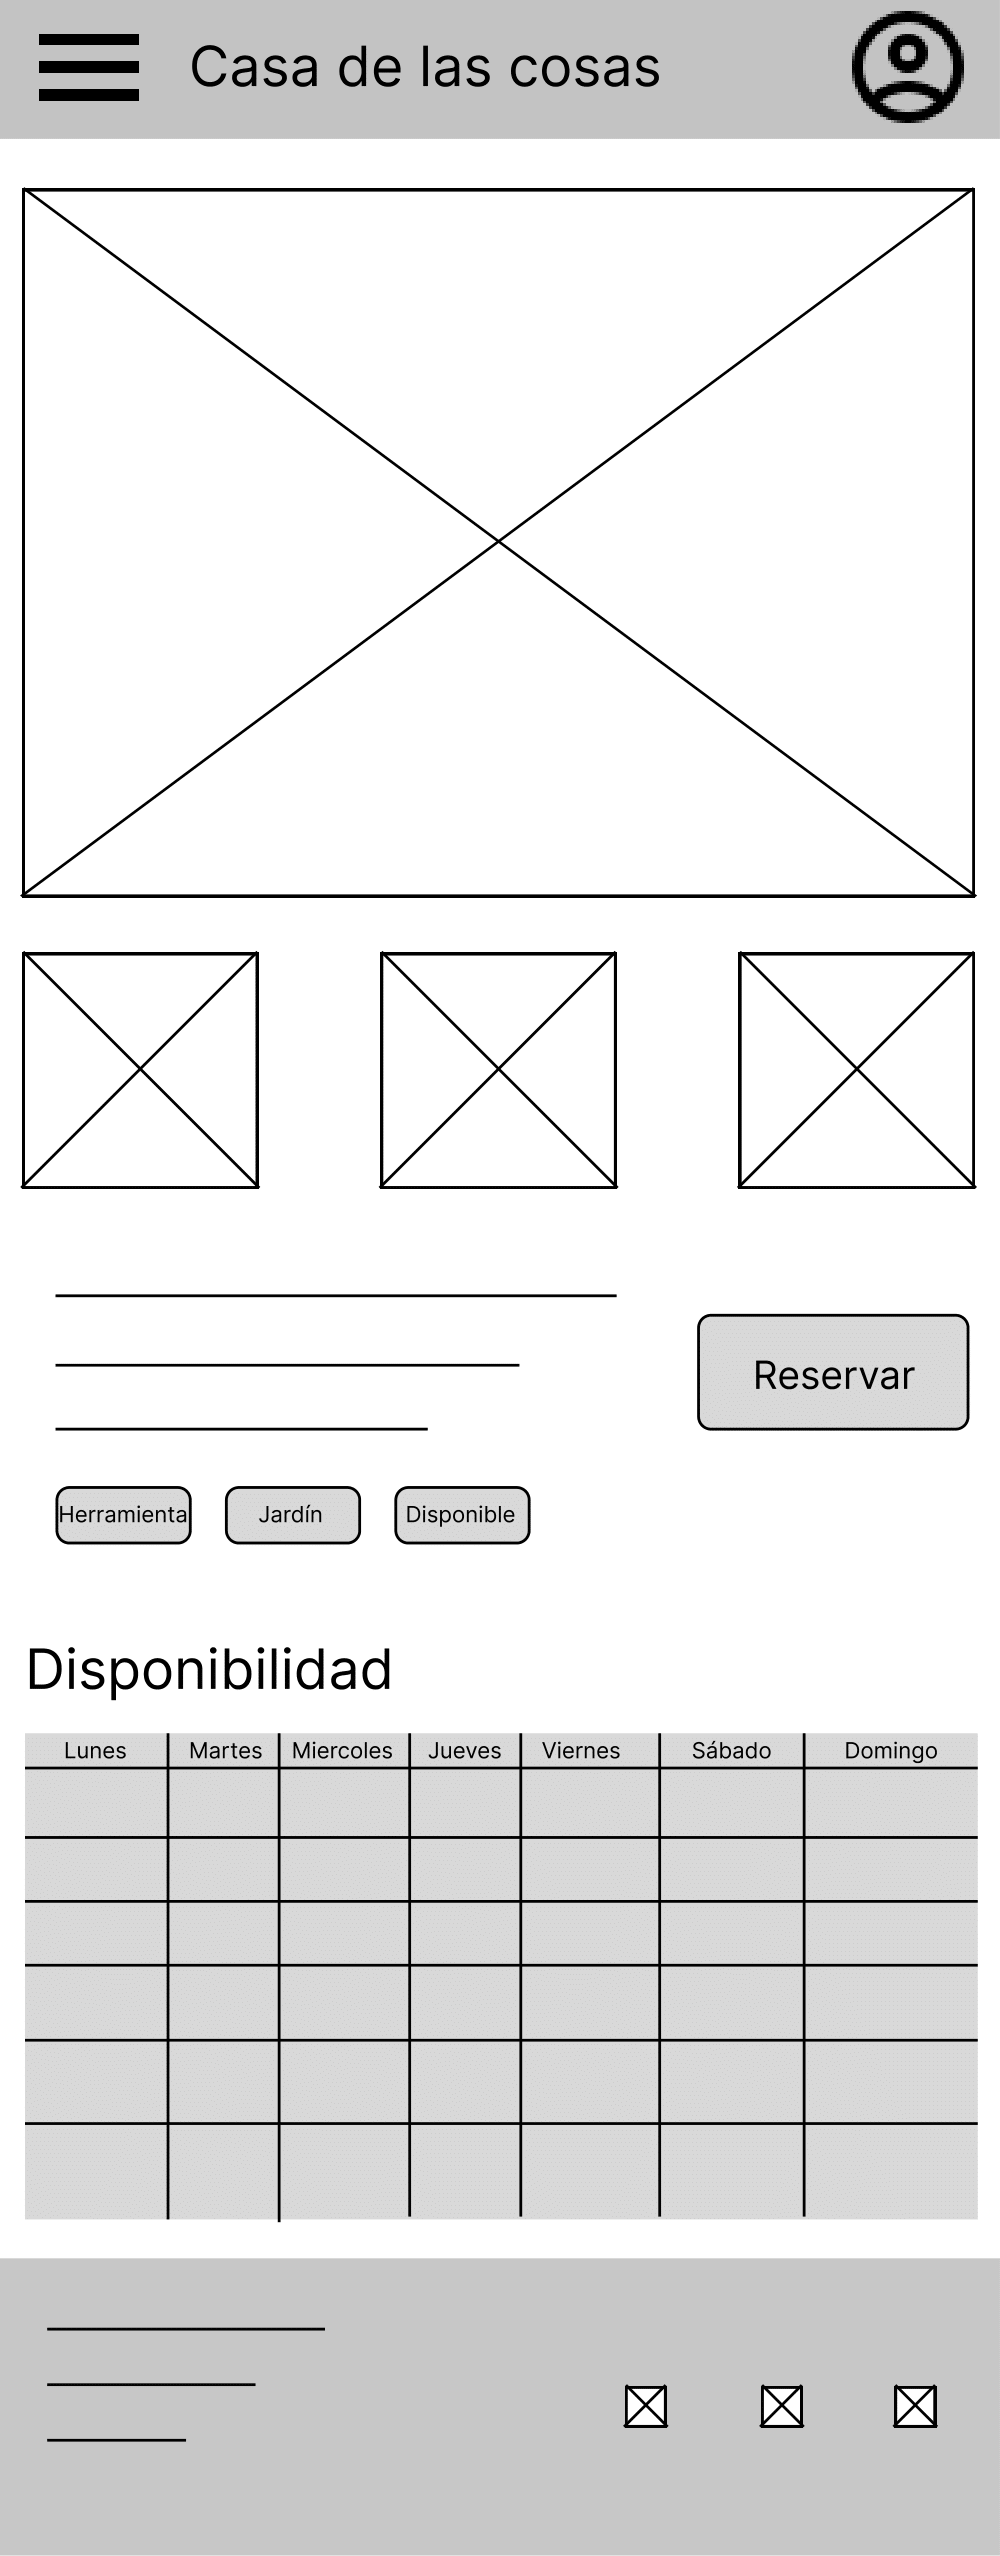 Casa de las cosas
Reservar
Herramienta Jardín Disponible
Disponibilidad
Lunes Martes Miercoles Jueves Viernes Sábado Domingo